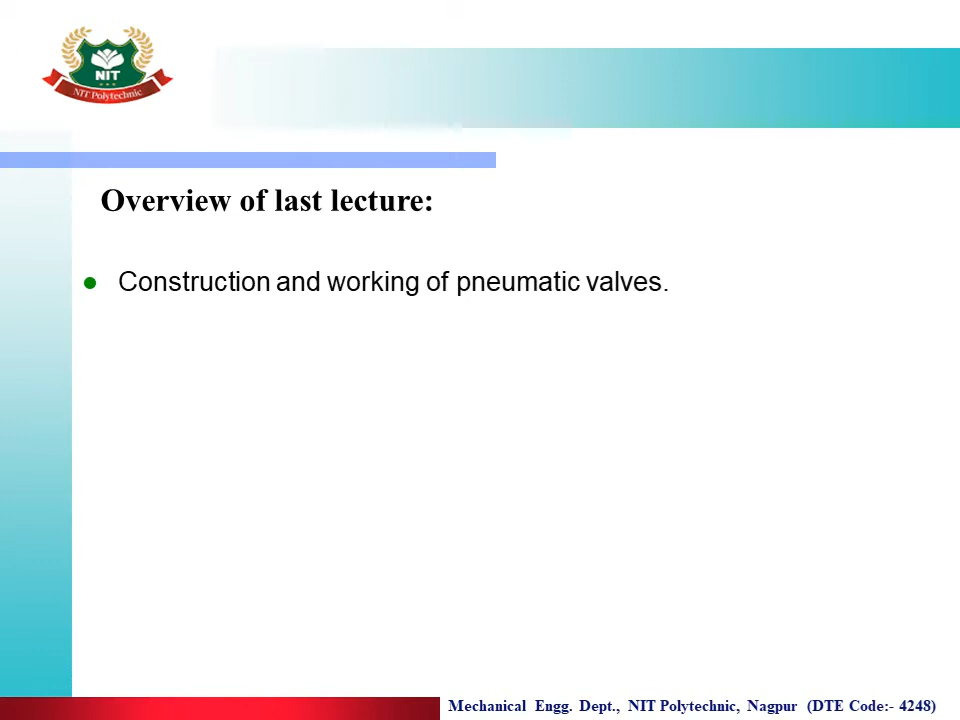 NIT
NIT Polytechnic
Overview of last lecture:
Construction and working of pneumatic valves.
Mechanical Engg. Dept., NIT Polytechnic, Nagpur (DTE Code:- 4248)